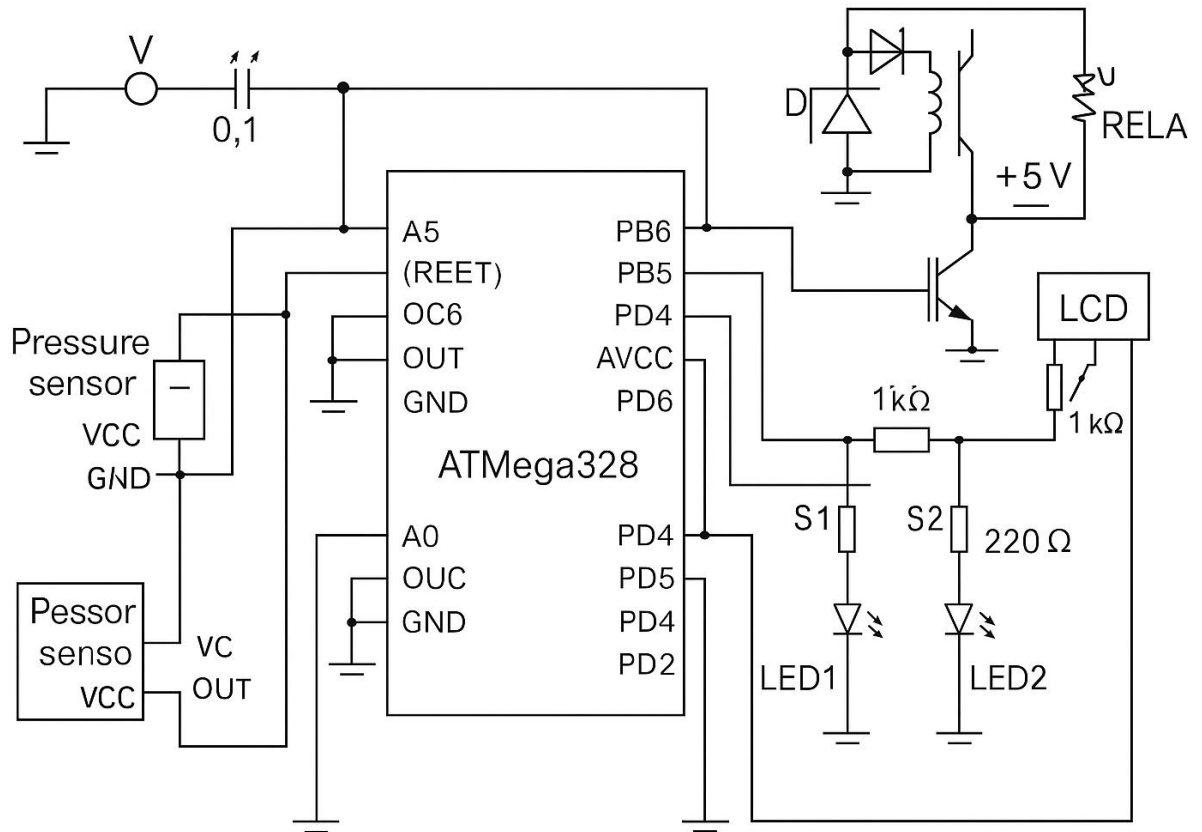 V
0,1
D
1
U
RELA
+5 V
A5
(REET)
OC6
OUT
GND
PB6
PB5
PD4
AVCC
PD6
ATMega328
Pressure
sensor
VCC
GND
LCD
1kΩ
1 kΩ
S1
S2
220 Ω
A0
OUC
GND
PD4
PD5
PD4
PD2
Pessor
senso
VCC
VC
OUT
LED1
LED2